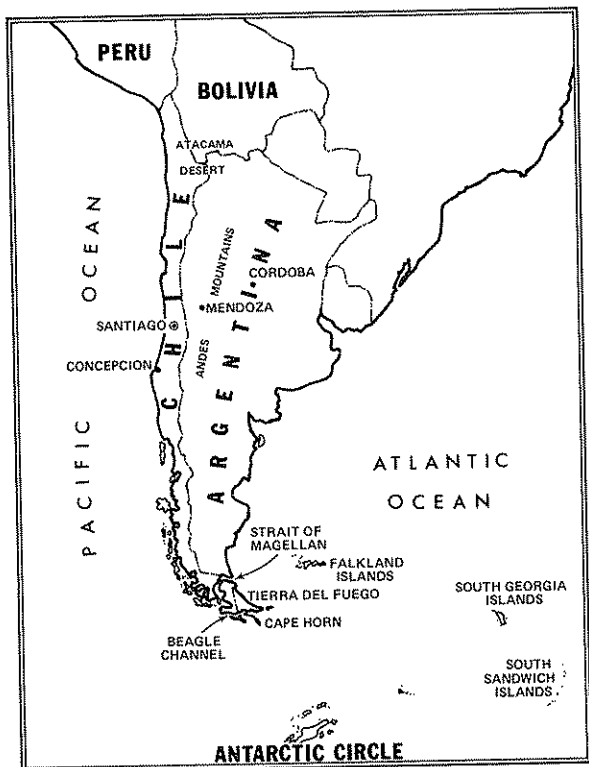 PERU
BOLIVIA
ATACAMA
DESERT
OCEAN
PACIFIC
CHILE
MOUNTAINS
ANDES
CORDOBA
MENDOZA
SANTIAGO
CONCEPCION
ARGENTINA
ATLANTIC
OCEAN
STRAIT OF
MAGELLAN
FALKLAND
ISLANDS
TIERRA DEL FUEGO
CAPE HORN
BEAGLE
CHANNEL
SOUTH GEORGIA
ISLANDS
SOUTH
SANDWICH
ISLANDS
ANTARCTIC CIRCLE